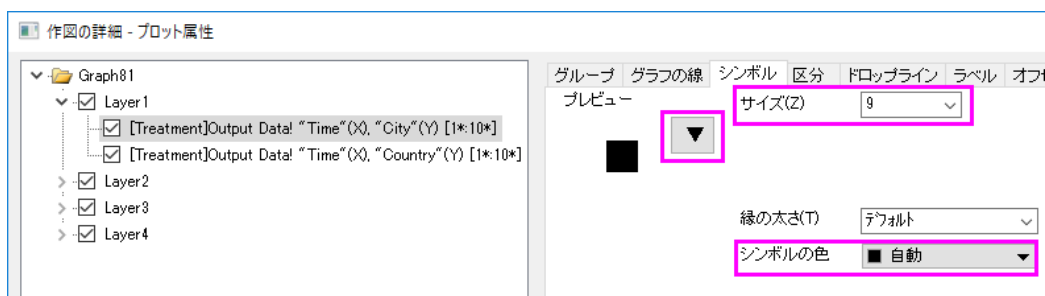 作図の詳細 - プロット属性
Graph81
Layer1
[Treatment]Output Data! "Time"(X), "City"(Y) [1*:10*]
[Treatment]Output Data! "Time"(X), "Country"(Y) [1*:10*]
Layer2
Layer3
Layer4
グループ グラフの線 シンボル 区分 ドロップライン ラベル オフ
プレビュー
サイズ(Z) 9
縁の太さ(T) デフォルト
シンボルの色 自動